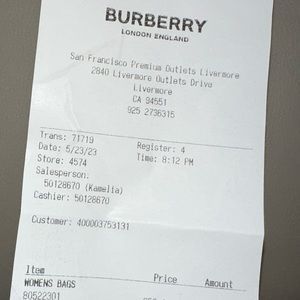 BURBERRY
LONDON ENGLAND
San Francisco Premium Outlets Livermore
2840 Livermore Outlets Drive
Livermore
CA 94551
925 2736315
Trans: 71719 Register: 4
Date: 5/23/23 Time: 8:12 PM
Store: 4574
Salesperson:
50128670 (Kamelia)
Cashier: 50128670
Customer: 400003753131
Item Price Amount
WOMENS BAGS
80522301